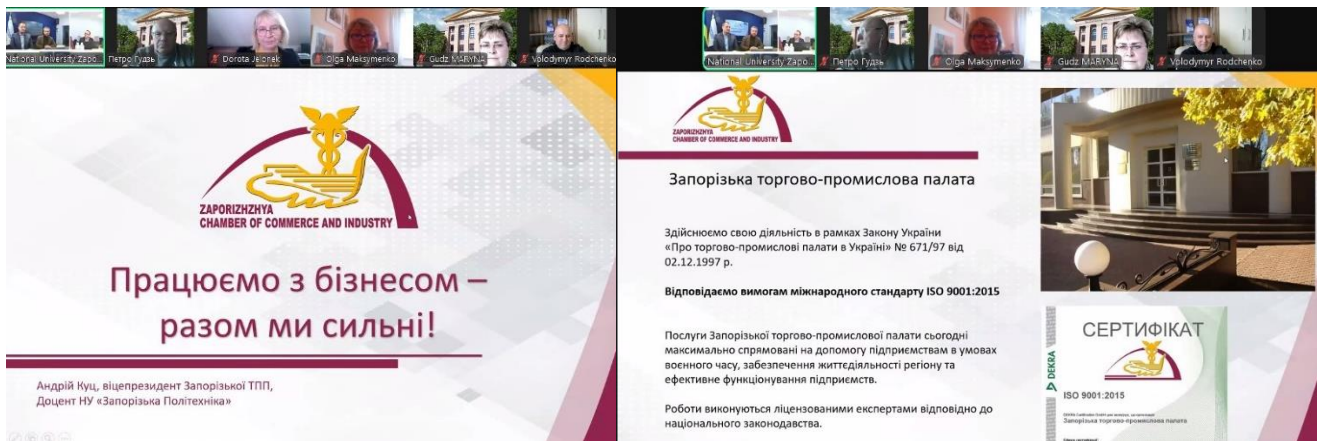 National University Zapo...
Петро Гудзь
Dorota Jelonek
Olga Maksymenko
Gudz MARYNA
Volodymyr Rodchenko
ZAPORIZHZHYA
CHAMBER OF COMMERCE AND INDUSTRY
Працюємо з бізнесом –
разом ми сильні!
Андрій Куц, віцепрезидент Запорізької ТПП,
Доцент НУ «Запорізька Політехніка»
National University Zapo...
Петро Гудзь
Olga Maksymenko
Gudz MARYNA
Volodymyr Rodchenko
ZAPORIZHZHYA
CHAMBER OF COMMERCE AND INDUSTRY
Запорізька торгово-промислова палата
Здійснюємо свою діяльність в рамках Закону України
«Про торгово-промислові палати в Україні» № 671/97 від
02.12.1997 р.
Відповідаємо вимогам міжнародного стандарту ISO 9001:2015
Послуги Запорізької торгово-промислової палати сьогодні
максимально спрямовані на допомогу підприємствам в умовах
воєнного часу, забезпечення життєдіяльності регіону та
ефективне функціонування підприємств.
Роботи виконуються ліцензованими експертами відповідно до
національного законодавства.
DEKRA
СЕРТИФІКАТ
ISO 9001:2015
Запорізька торгово-промислова палата